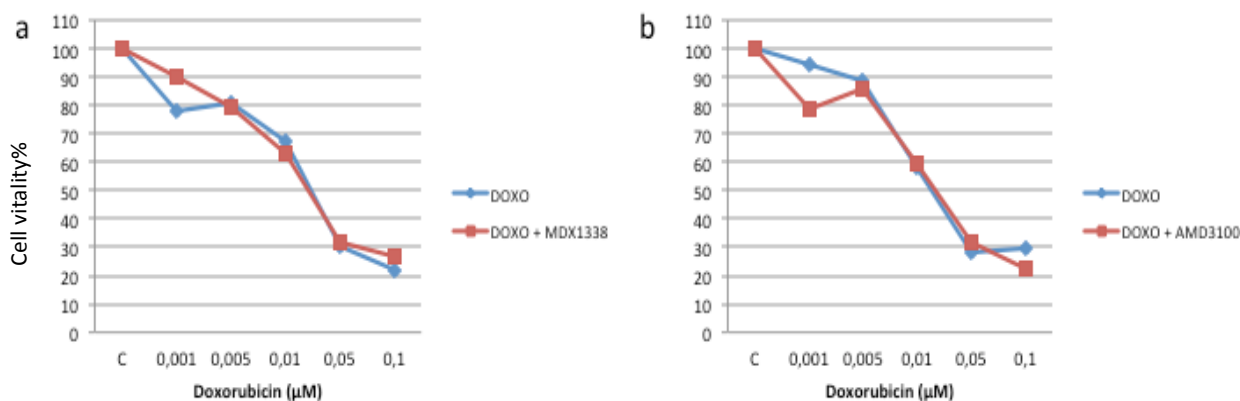 a
Cell vitality%
110
100
90
80
70
60
50
40
30
20
10
0
C 0,001 0,005 0,01 0,05 0,1
Doxorubicin (µM)
DOXO
DOXO + MDX1338
b
110
100
90
80
70
60
50
40
30
20
10
0
C 0,001 0,005 0,01 0,05 0,1
Doxorubicin (µM)
DOXO
DOXO + AMD3100